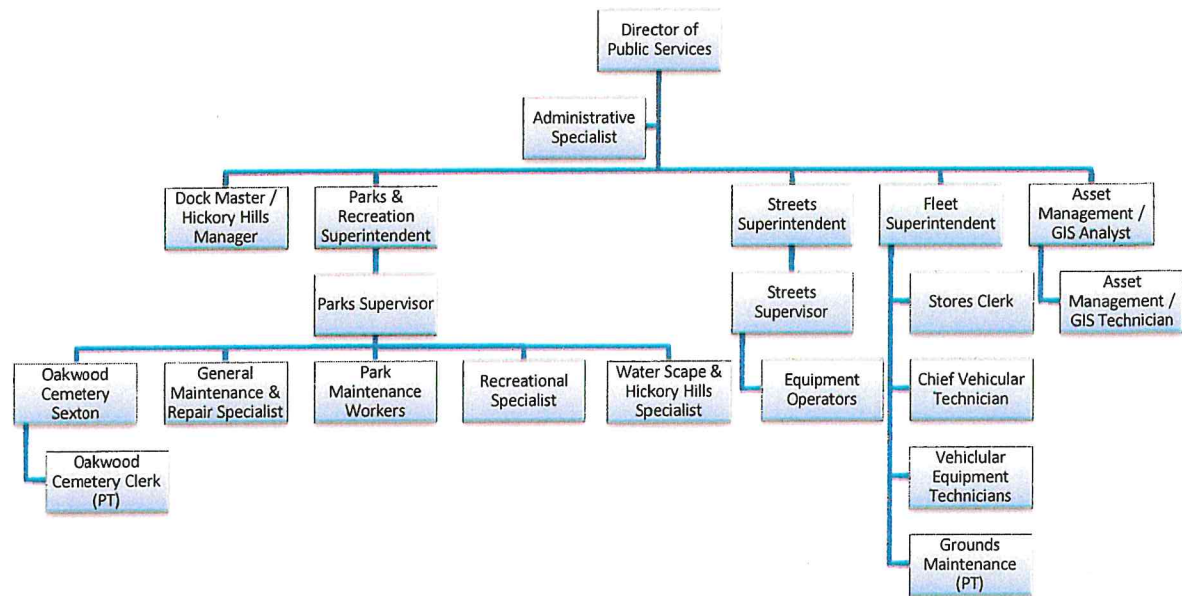 Director of
Public Services
Administrative
Specialist
Dock Master /
Hickory Hills
Manager
Parks &
Recreation
Superintendent
Streets
Superintendent
Fleet
Superintendent
Asset
Management /
GIS Analyst
Parks Supervisor
Streets
Supervisor
Stores Clerk
Asset
Management /
GIS Technician
Oakwood
Cemetery
Sexton
General
Maintenance &
Repair Specialist
Park
Maintenance
Workers
Recreational
Specialist
Water Scape &
Hickory Hills
Specialist
Equipment
Operators
Chief Vehicular
Technician
Oakwood
Cemetery Clerk
(PT)
Vehiclular
Equipment
Technicians
Grounds
Maintenance
(PT)